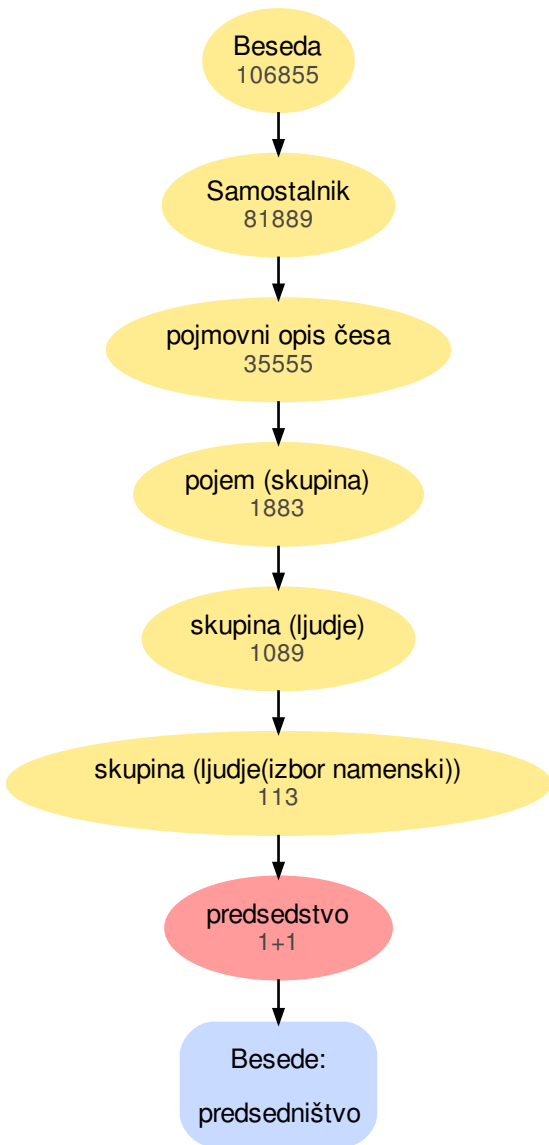 Beseda
106855
Samostalnik
81889
pojmovni opis česa
35555
pojem (skupina)
1883
skupina (ljudje)
1089
skupina (ljudje(izbor namenski))
113
predsedstvo
1+1
Besede:
predsedništvo